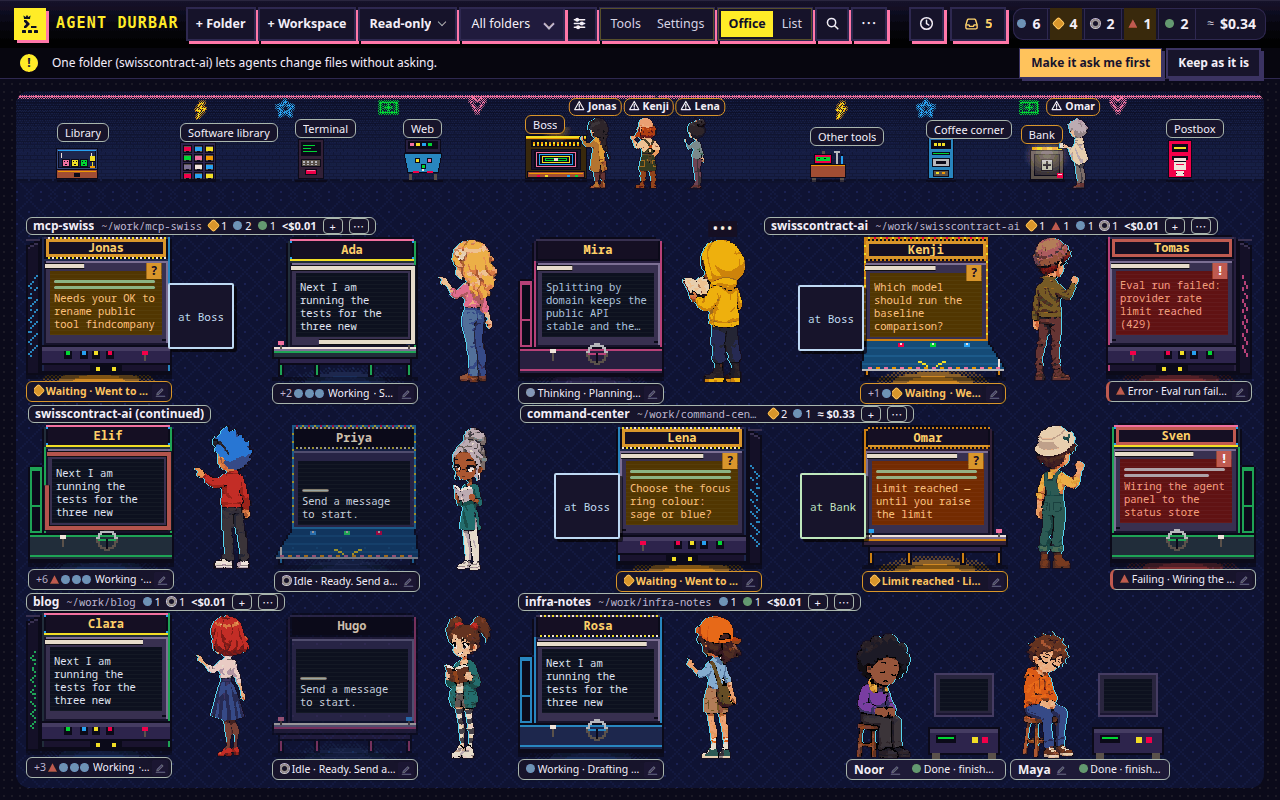 AGENT DURBAR
+ Folder
+ Workspace
Read-only
All folders
Tools
Settings
Office
List
...
5
6
4
2
1
2
≈ $0.34
! One folder (swisscontract-ai) lets agents change files without asking.
Make it ask me first
Keep as it is
Jonas
Kenji
Lena
Omar
Library
Software library
Terminal
Web
Boss
Other tools
Coffee corner
Bank
Postbox
mcp-swiss ~/work/mcp-swiss 1 2 1 <$0.01 + ...
swisscontract-ai ~/work/swisscontract-ai 1 1 1 1 <$0.01 + ...
Jonas
?
Needs your OK to
rename public
tool findcompany
at Boss
Waiting · Went to ...
Ada
Next I am
running the
tests for the
three new
+2 Working · S...
Mira
Splitting by
domain keeps the
public API
stable and the…
Thinking · Planning...
...
at Boss
Kenji
?
Which model
should run the
baseline
comparison?
+1 Waiting · We...
Tomas
!
Eval run failed:
provider rate
limit reached
(429)
Error · Eval run fail...
swisscontract-ai (continued)
command-center ~/work/command-cen… 2 1 ≈ $0.33 + ...
Elif
Next I am
running the
tests for the
three new
+6 Working ·...
Priya
Send a message
to start.
Idle · Ready. Send a...
at Boss
Lena
?
Choose the focus
ring colour:
sage or blue?
Waiting · Went to ...
at Bank
Omar
?
Limit reached —
until you raise
the limit
Limit reached · Li...
Sven
!
Wiring the agent
panel to the
status store
Failing · Wiring the ...
blog ~/work/blog 1 1 <$0.01 + ...
infra-notes ~/work/infra-notes 1 1 <$0.01 + ...
Clara
Next I am
running the
tests for the
three new
+3 Working ·...
Hugo
Send a message
to start.
Idle · Ready. Send a...
Rosa
Next I am
running the
tests for the
three new
Working · Drafting ...
Noor Done · finish...
Maya Done · finish...